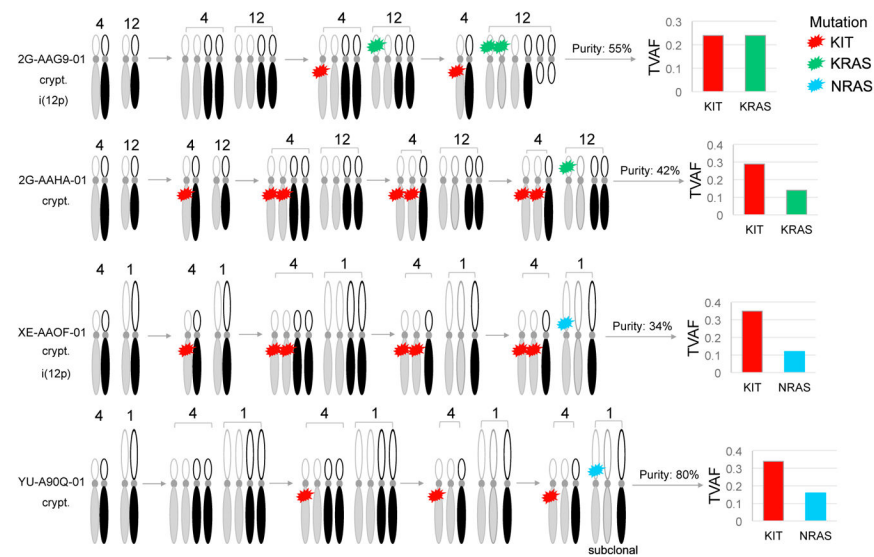 4 12 4 12 4 12 4 12
2G-AAG9-01
crypt.
i(12p)
Purity: 55%
TVAF
0.3
0.2
0.1
0
KIT KRAS
Mutation
KIT
KRAS
NRAS
4 12 4 12 4 12 4 12 4 12
2G-AAHA-01
crypt.
Purity: 42%
TVAF
0.4
0.3
0.2
0.1
0
KIT KRAS
4 1 4 1 4 1 4 1 4 1
XE-AAOF-01
crypt.
i(12p)
Purity: 34%
TVAF
0.4
0.3
0.2
0.1
0
KIT NRAS
4 1 4 1 4 1 4 1 4 1
YU-A90Q-01
crypt.
Purity: 80%
subclonal
TVAF
0.4
0.3
0.2
0.1
0
KIT NRAS